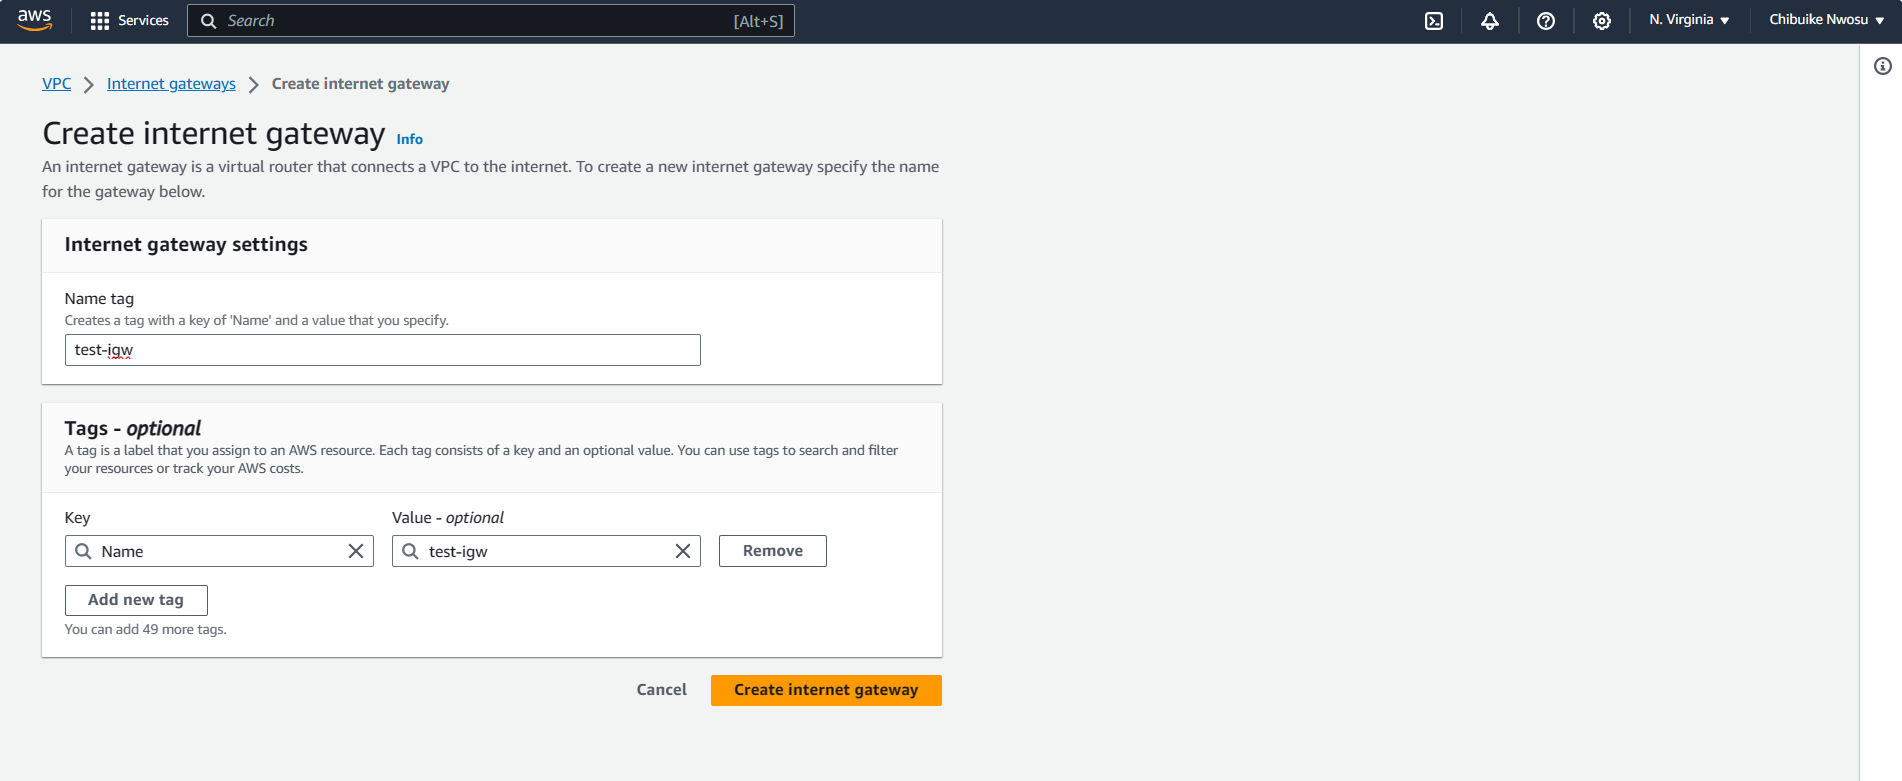 aws Services Search [Alt+S] N. Virginia Chibuike Nwosu
VPC Internet gateways Create internet gateway
Create internet gateway Info
An internet gateway is a virtual router that connects a VPC to the internet. To create a new internet gateway specify the name
for the gateway below.
Internet gateway settings
Name tag
Creates a tag with a key of 'Name' and a value that you specify.
test-igw
Tags - optional
A tag is a label that you assign to an AWS resource. Each tag consists of a key and an optional value. You can use tags to search and filter
your resources or track your AWS costs.
Key Value - optional
Name test-igw Remove
Add new tag
You can add 49 more tags.
Cancel Create internet gateway